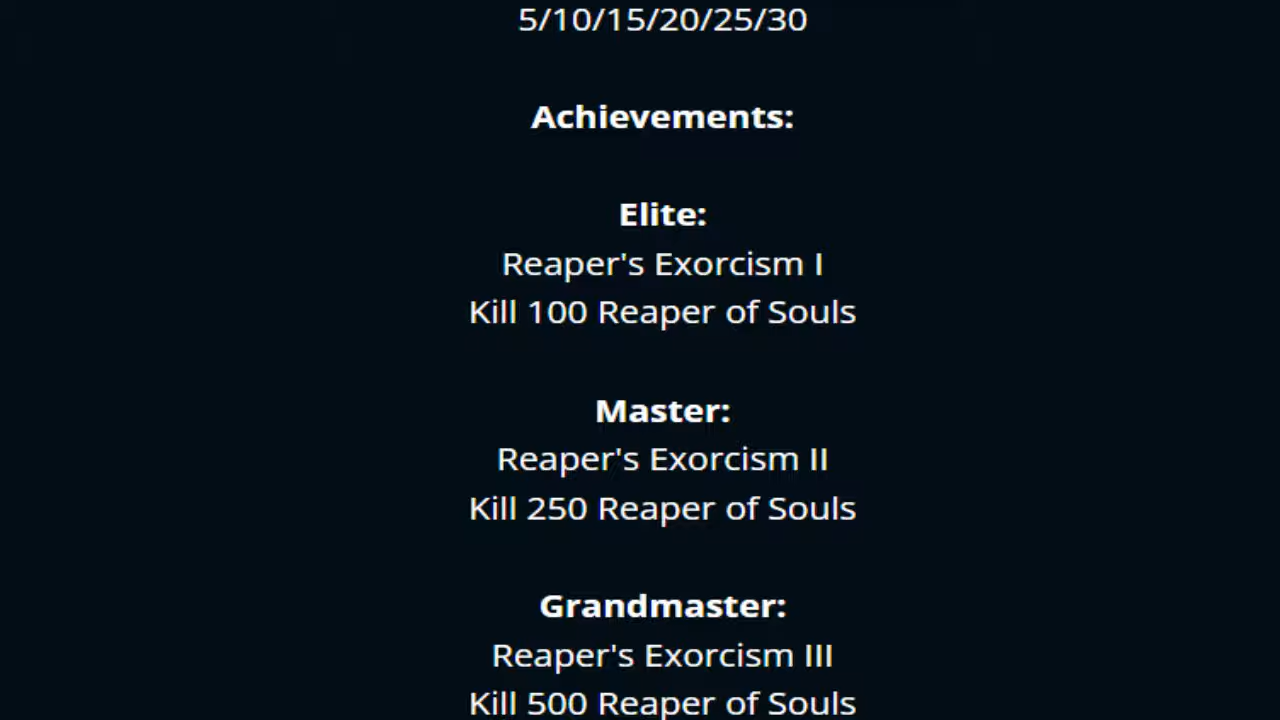 5/10/15/20/25/30
Achievements:
Elite:
Reaper's Exorcism I
Kill 100 Reaper of Souls
Master:
Reaper's Exorcism II
Kill 250 Reaper of Souls
Grandmaster:
Reaper's Exorcism III
Kill 500 Reaper of Souls